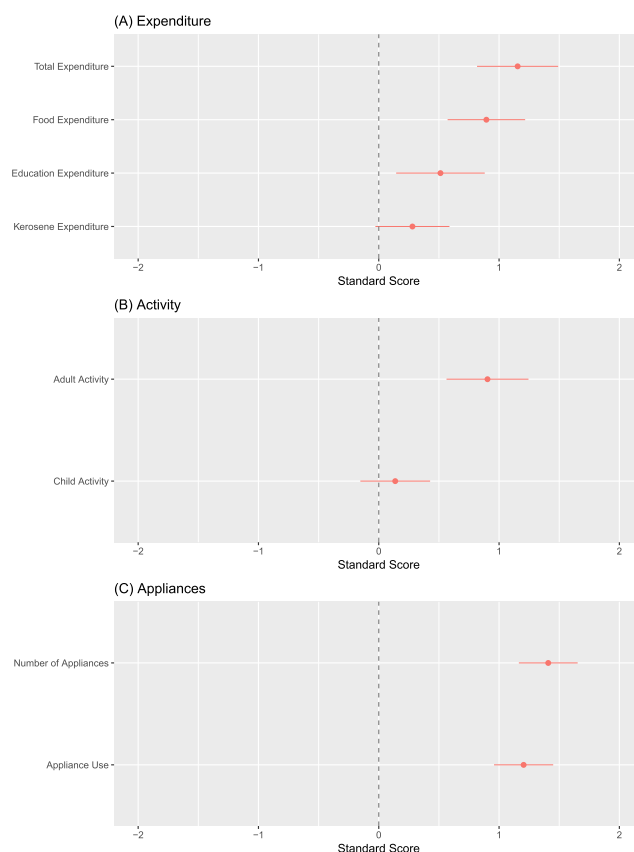 (A) Expenditure
Total Expenditure
Food Expenditure
Education Expenditure
Kerosene Expenditure
−2 −1 0 1 2
Standard Score
(B) Activity
Adult Activity
Child Activity
−2 −1 0 1 2
Standard Score
(C) Appliances
Number of Appliances
Appliance Use
−2 −1 0 1 2
Standard Score